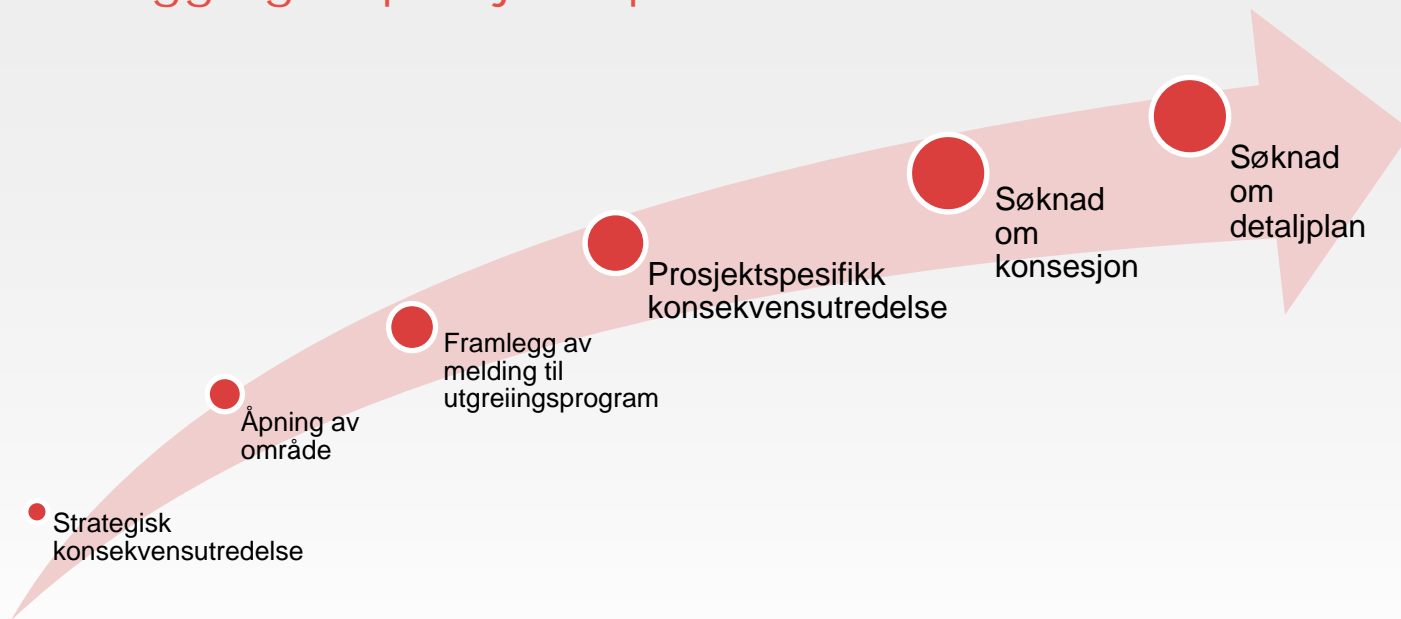 Strategisk
konsekvensutredelse
Åpning av
område
Framlegg av
melding til
utgreiingsprogram
Prosjektspesifikk
konsekvensutredelse
Søknad
om
konsesjon
Søknad
om
detaljplan